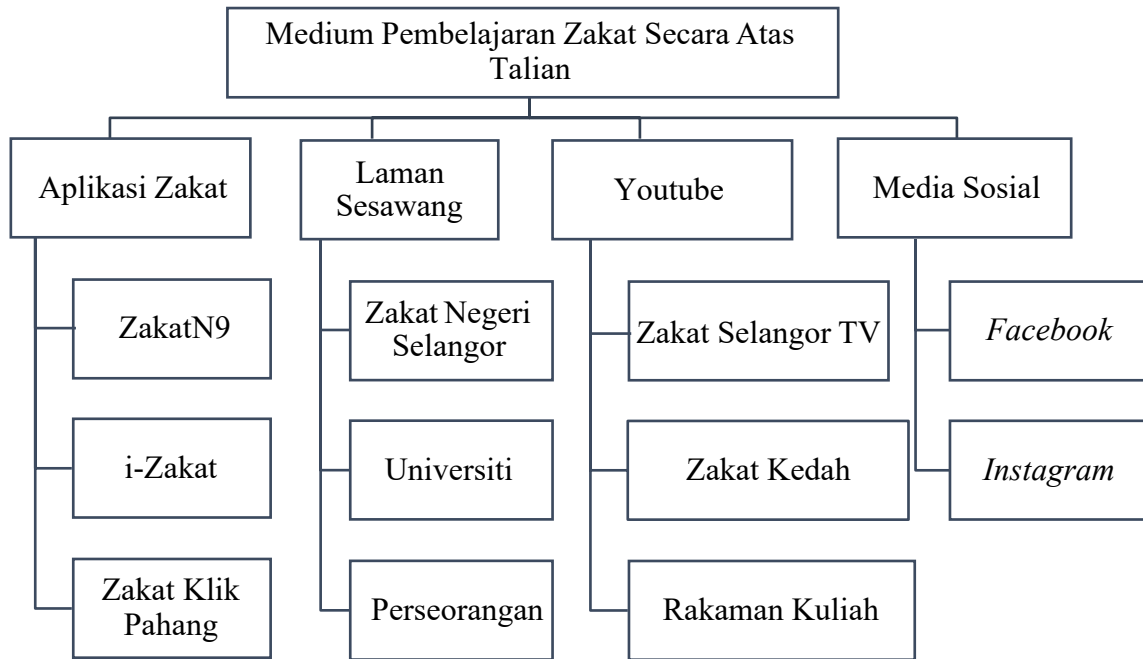 Medium Pembelajaran Zakat Secara Atas
Talian
Aplikasi Zakat
Laman
Sesawang
Youtube
Media Sosial
ZakatN9
i-Zakat
Zakat Klik
Pahang
Zakat Negeri
Selangor
Universiti
Perseorangan
Zakat Selangor TV
Zakat Kedah
Rakaman Kuliah
Facebook
Instagram